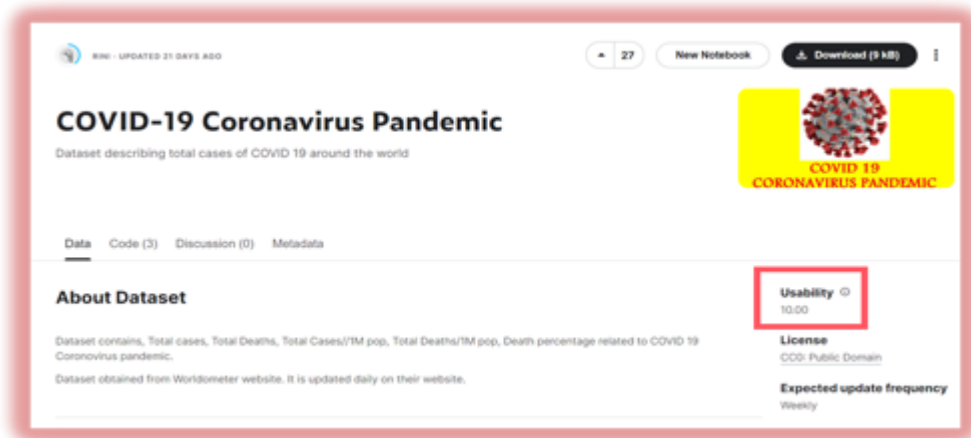 RINI · UPDATED 21 DAYS AGO
27
New Notebook
Download (9 kB)
COVID-19 Coronavirus Pandemic
Dataset describing total cases of COVID 19 around the world
COVID 19
CORONAVIRUS PANDEMIC
Data Code (3) Discussion (0) Metadata
About Dataset
Usability
10.00
Dataset contains, Total cases, Total Deaths, Total Cases//1M pop, Total Deaths/1M pop, Death percentage related to COVID 19
Coronovirus pandemic.
Dataset obtained from Worldometer website. It is updated daily on their website.
License
CC0: Public Domain
Expected update frequency
Weekly